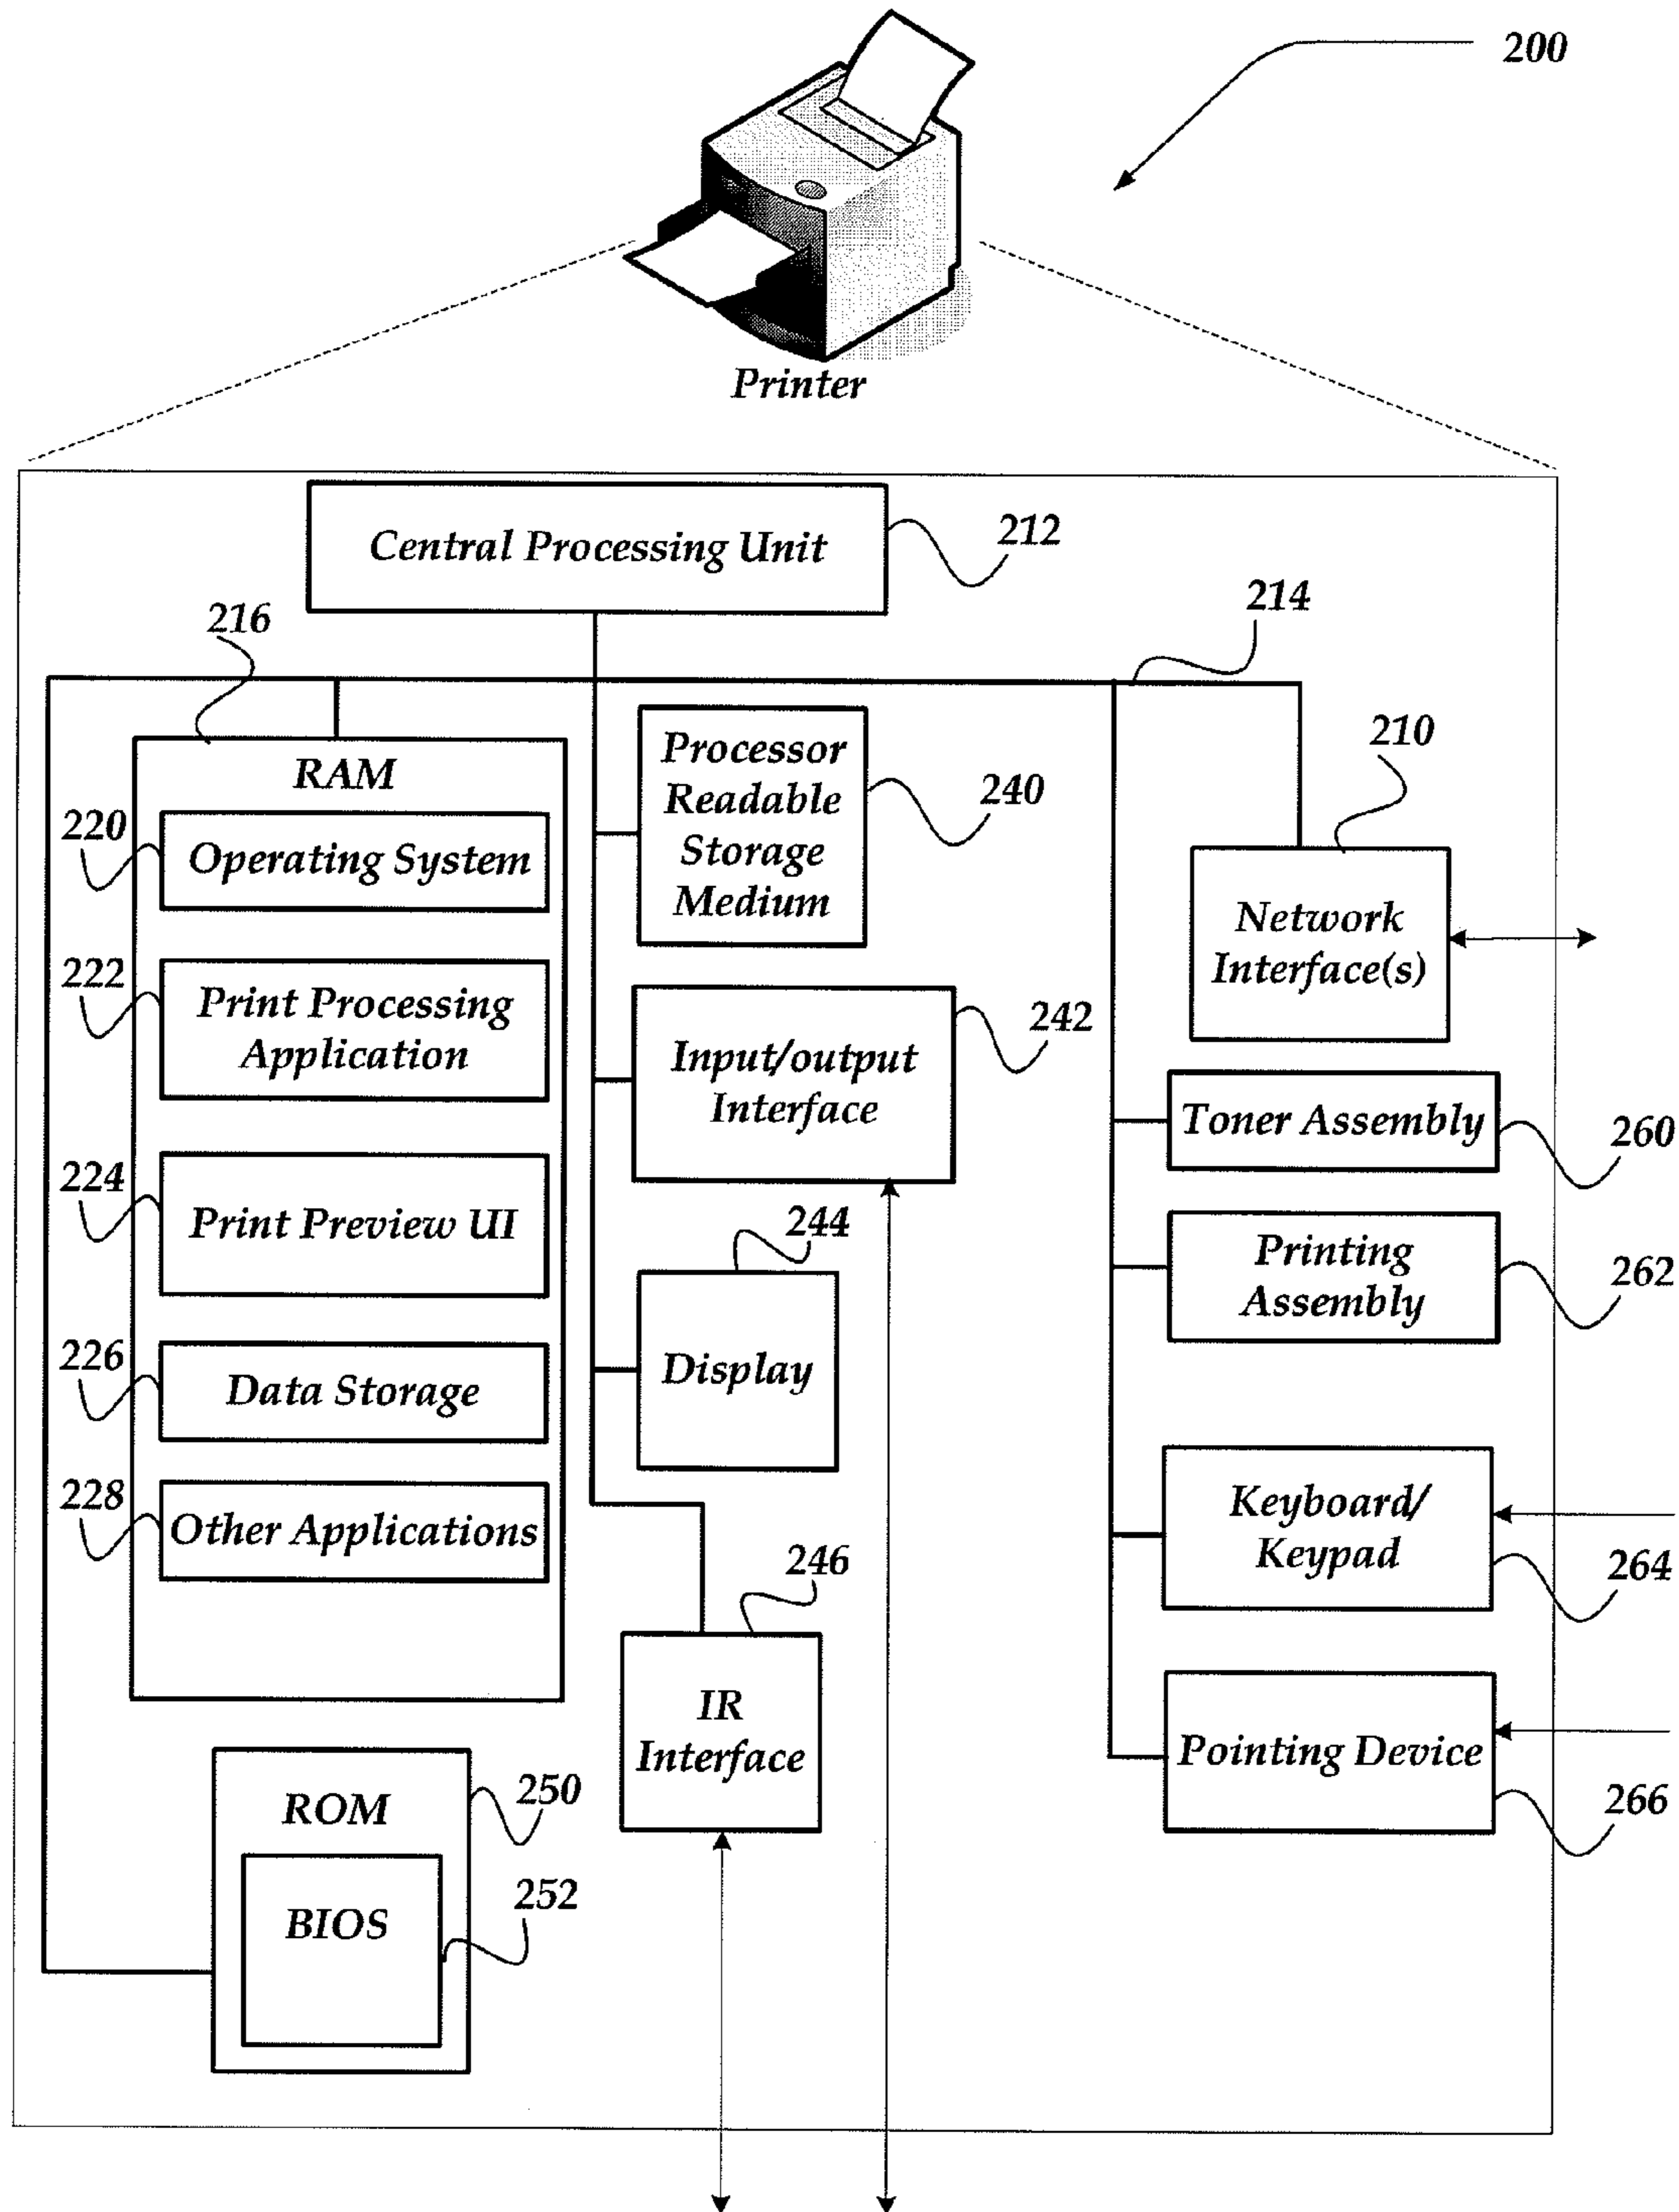 200
Printer
Central Processing Unit
212
214
216
RAM
220
Operating System
222
Print Processing
Application
224
Print Preview UI
226
Data Storage
228
Other Applications
Processor
Readable
Storage
Medium
240
Input/output
Interface
242
244
Display
246
IR
Interface
210
Network
Interface(s)
Toner Assembly
260
Printing
Assembly
262
Keyboard/
Keypad
264
Pointing Device
266
ROM
250
BIOS
252